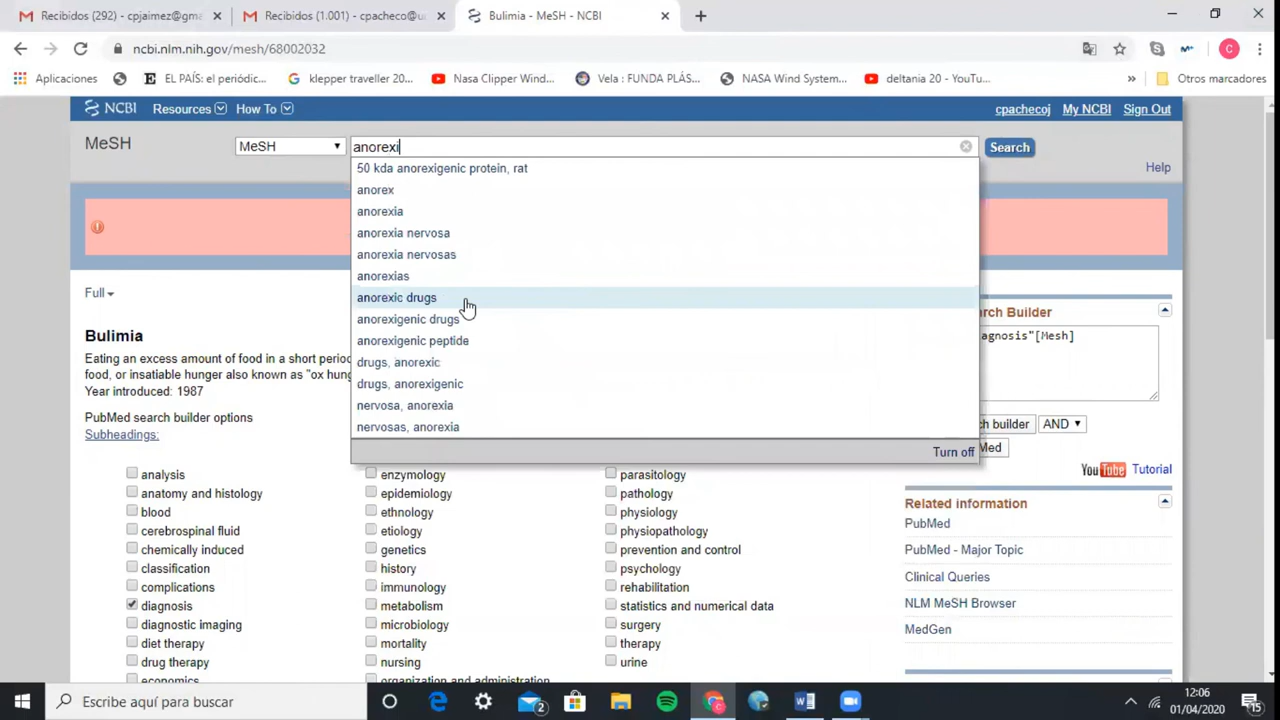 Recibidos (292) - cpjaimez@gma
Recibidos (1.001) - cpacheco@u
Bulimia - MeSH - NCBI
ncbi.nlm.nih.gov/mesh/68002032
C
Aplicaciones
EL PAÍS: el periódic...
klepper traveller 20...
Nasa Clipper Wind...
Vela : FUNDA PLÁS...
NASA Wind System...
deltania 20 - YouTu...
»
Otros marcadores
NCBI
Resources
How To
cpachecoj
My NCBI
Sign Out
MeSH
MeSH
anorexi
Search
Help
50 kda anorexigenic protein, rat
anorex
anorexia
anorexia nervosa
anorexia nervosas
anorexias
anorexic drugs
anorexigenic drugs
anorexigenic peptide
drugs, anorexic
drugs, anorexigenic
nervosa, anorexia
nervosas, anorexia
Turn off
Full
Bulimia
Eating an excess amount of food in a short perio
food, or insatiable hunger also known as "ox hung
Year introduced: 1987
PubMed search builder options
Subheadings:
analysis
anatomy and histology
blood
cerebrospinal fluid
chemically induced
classification
complications
diagnosis
diagnostic imaging
diet therapy
drug therapy
economics
enzymology
epidemiology
ethnology
etiology
genetics
history
immunology
metabolism
microbiology
mortality
nursing
organization and administration
parasitology
pathology
physiology
physiopathology
prevention and control
psychology
rehabilitation
statistics and numerical data
surgery
therapy
urine
earch Builder
agnosis"[Mesh]
ch builder
AND
Med
YouTube Tutorial
Related information
PubMed
PubMed - Major Topic
Clinical Queries
NLM MeSH Browser
MedGen
Escribe aquí para buscar
2
C
12:06
01/04/2020
15